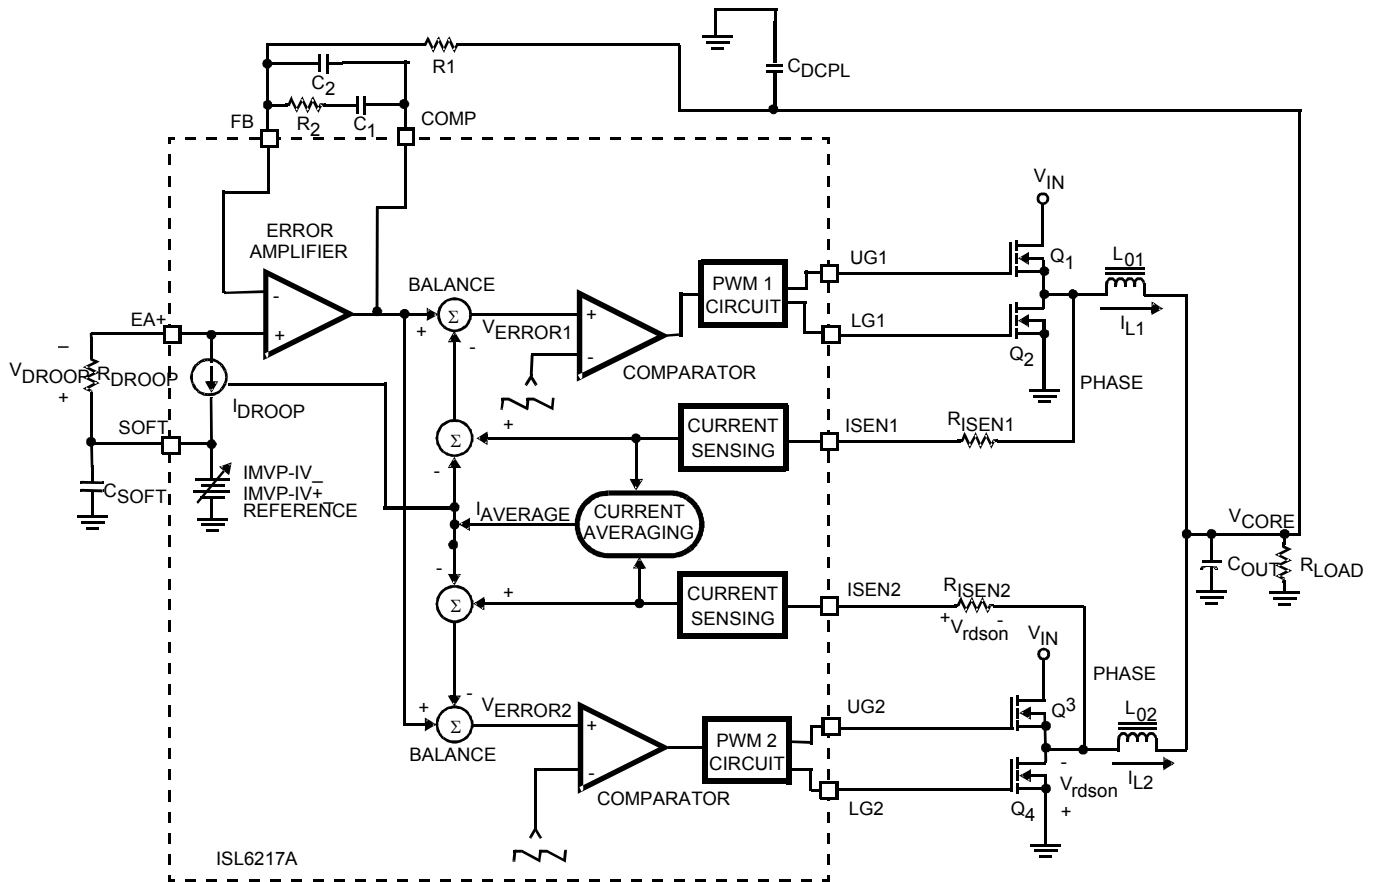 R1
CDCPL
C2
R2
C1
FB
COMP
VIN
ERROR
AMPLIFIER
-
+
BALANCE
Σ
+
-
VERROR1
+
-
COMPARATOR
PWM 1
CIRCUIT
UG1
LG1
Q1
Q2
L01
IL1
PHASE
EA+
–
VDROOP
+
RDROOP
IDROOP
SOFT
CSOFT
IMVP-IV_
IMVP-IV+_
REFERENCE
Σ
+
-
CURRENT
SENSING
ISEN1
RISEN1
IAVERAGE
CURRENT
AVERAGING
VCORE
COUT
RLOAD
-
Σ
+
CURRENT
SENSING
ISEN2
RISEN2
+
Vrdson
-
VIN
PHASE
-
+
Σ
BALANCE
VERROR2
+
-
COMPARATOR
PWM 2
CIRCUIT
UG2
LG2
Q3
Q4
-
Vrdson
+
L02
IL2
ISL6217A